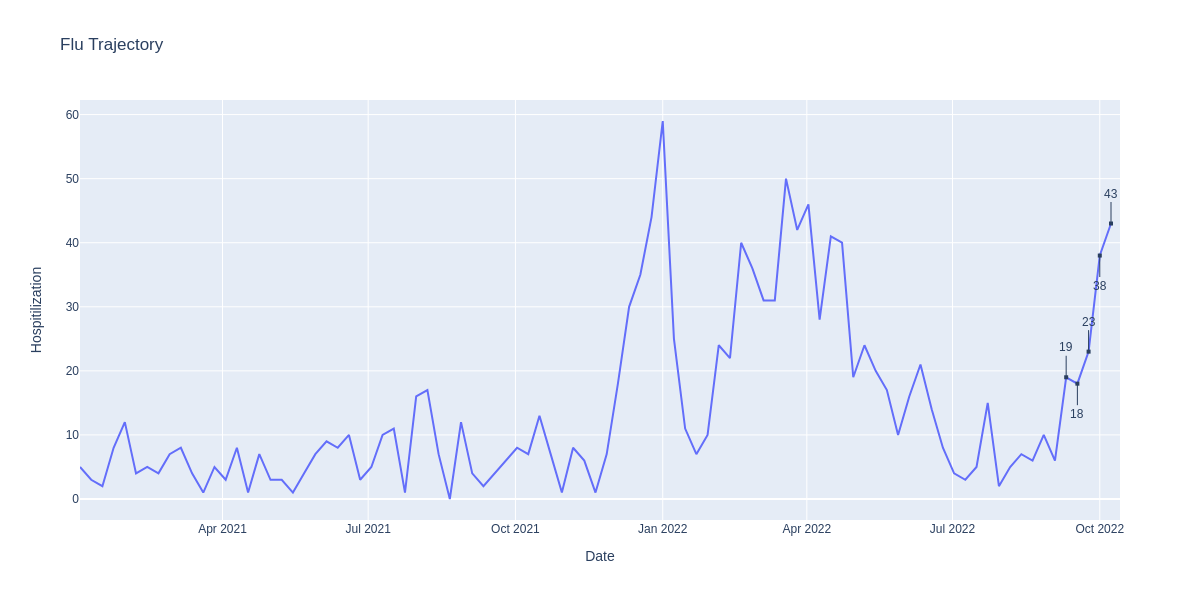 Flu Trajectory
60
50
40
30
20
10
0
Hospitilization
43
38
23
19
18
Apr 2021
Jul 2021
Oct 2021
Jan 2022
Apr 2022
Jul 2022
Oct 2022
Date